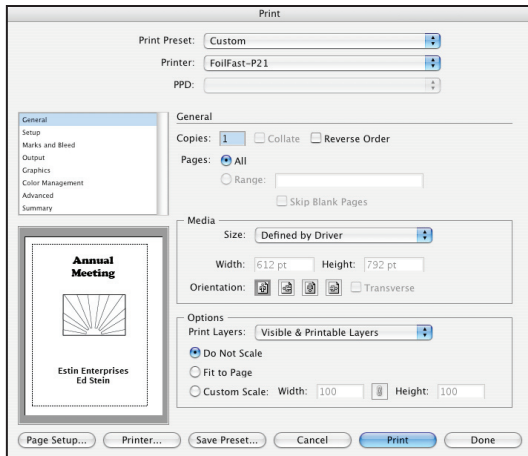 Print
Print Preset: Custom
Printer: FoilFast-P21
PPD:
General
Setup
Marks and Bleed
Output
Graphics
Color Management
Advanced
Summary
General
Copies: 1 Collate Reverse Order
Pages: All
Range:
Skip Blank Pages
Media
Size: Defined by Driver
Width: 612 pt Height: 792 pt
Orientation: Transverse
Options
Print Layers: Visible & Printable Layers
Do Not Scale
Fit to Page
Custom Scale: Width: 100 Height: 100
Annual
Meeting
Estin Enterprises
Ed Stein
Page Setup... Printer... Save Preset... Cancel Print Done